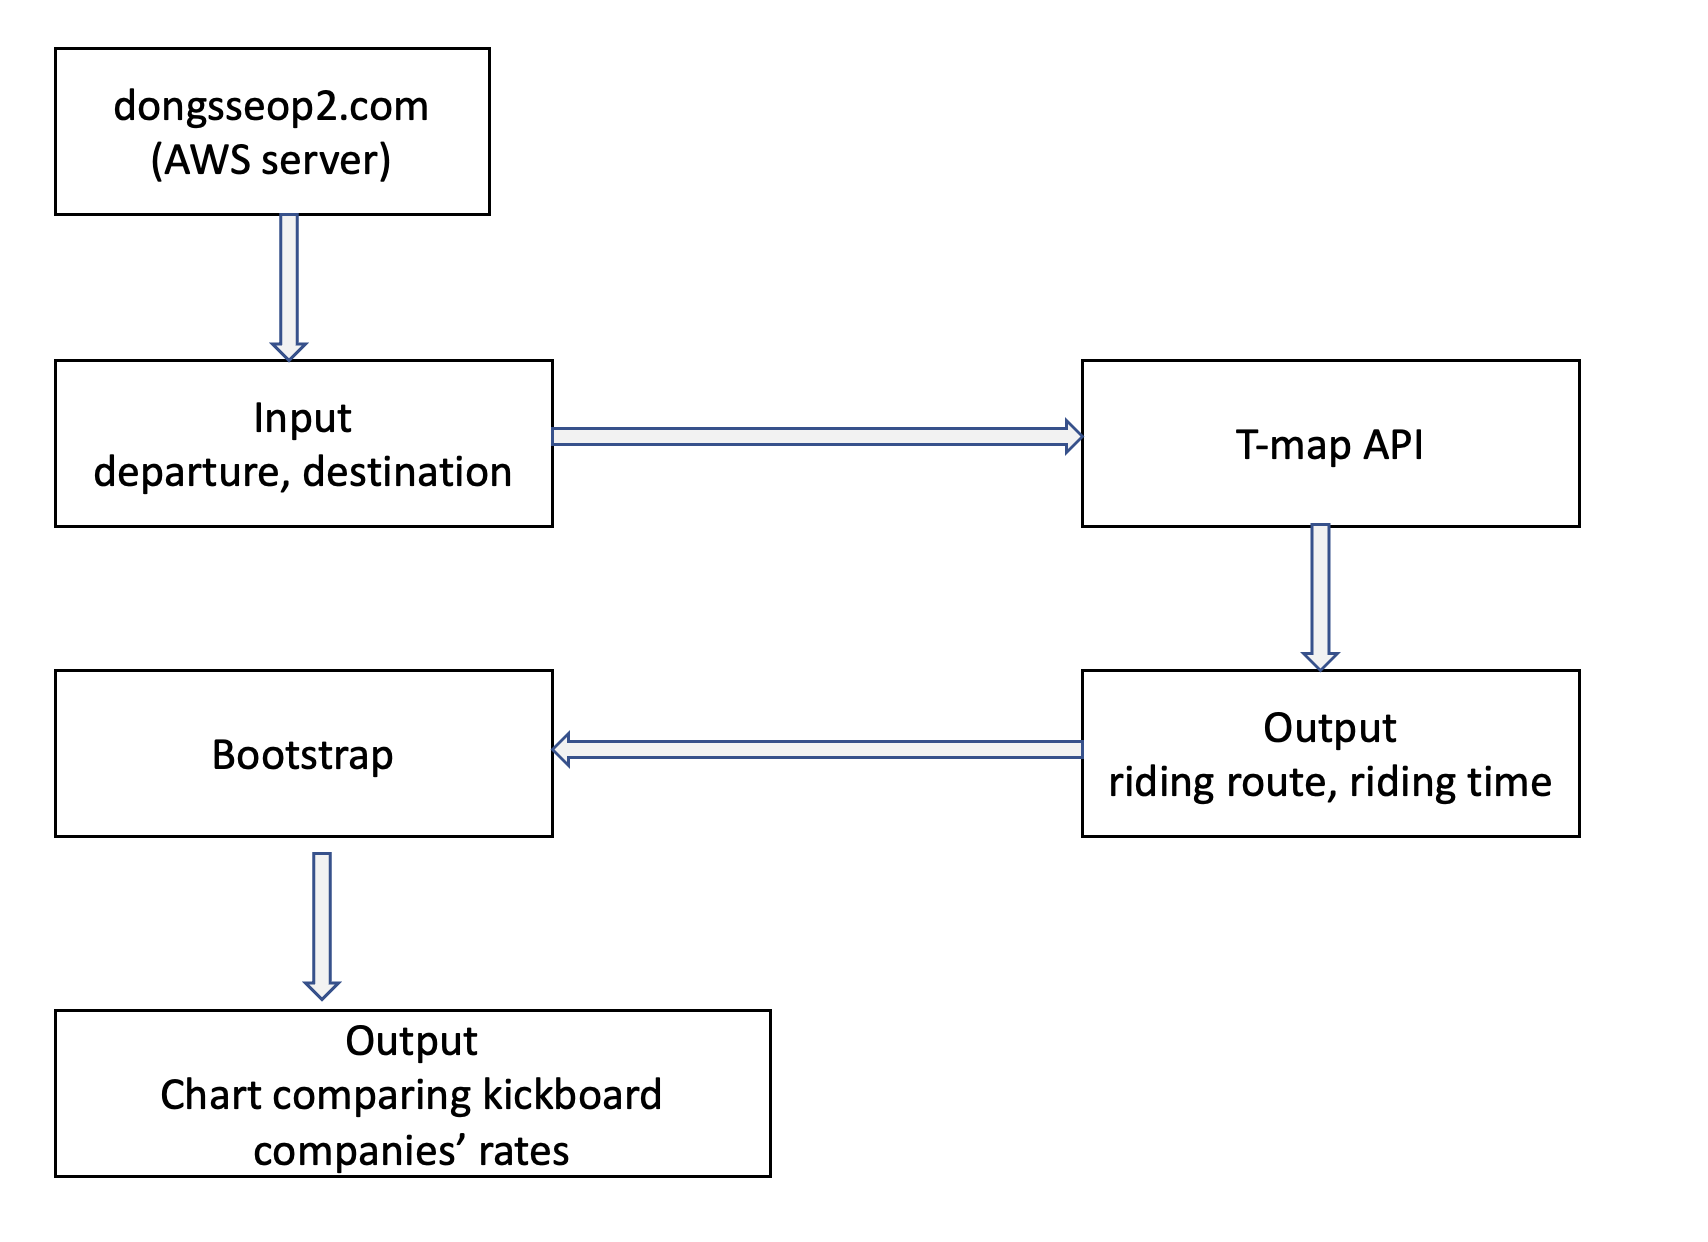 dongsseop2.com
(AWS server)
Input
departure, destination
T-map API
Output
riding route, riding time
Bootstrap
Output
Chart comparing kickboard
companies’ rates